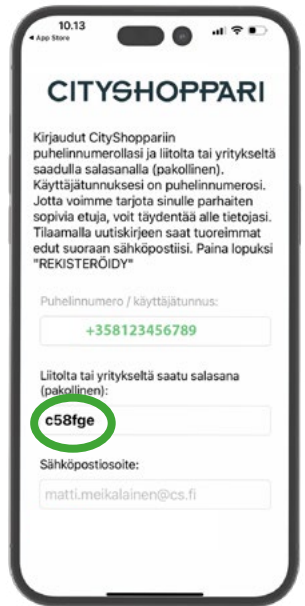 10.13
◀ App Store
CITYSHOPPARI
Kirjaudut CityShoppariin
puhelinnumerollasi ja liitolta tai yritykseltä
saadulla salasanalla (pakollinen).
Käyttäjätunnuksesi on puhelinnumerosi.
Jotta voimme tarjota sinulle parhaiten
sopivia etuja, voit täydentää alle tietojasi.
Tilaamalla uutiskirjeen saat tuoreimmat
edut suoraan sähköpostiisi. Paina lopuksi
"REKISTERÖIDY"
Puhelinnumero / käyttäjätunnus:
+358123456789
Liitolta tai yritykseltä saatu salasana
(pakollinen):
c58fge
Sähköpostiosoite:
matti.meikalainen@cs.fi